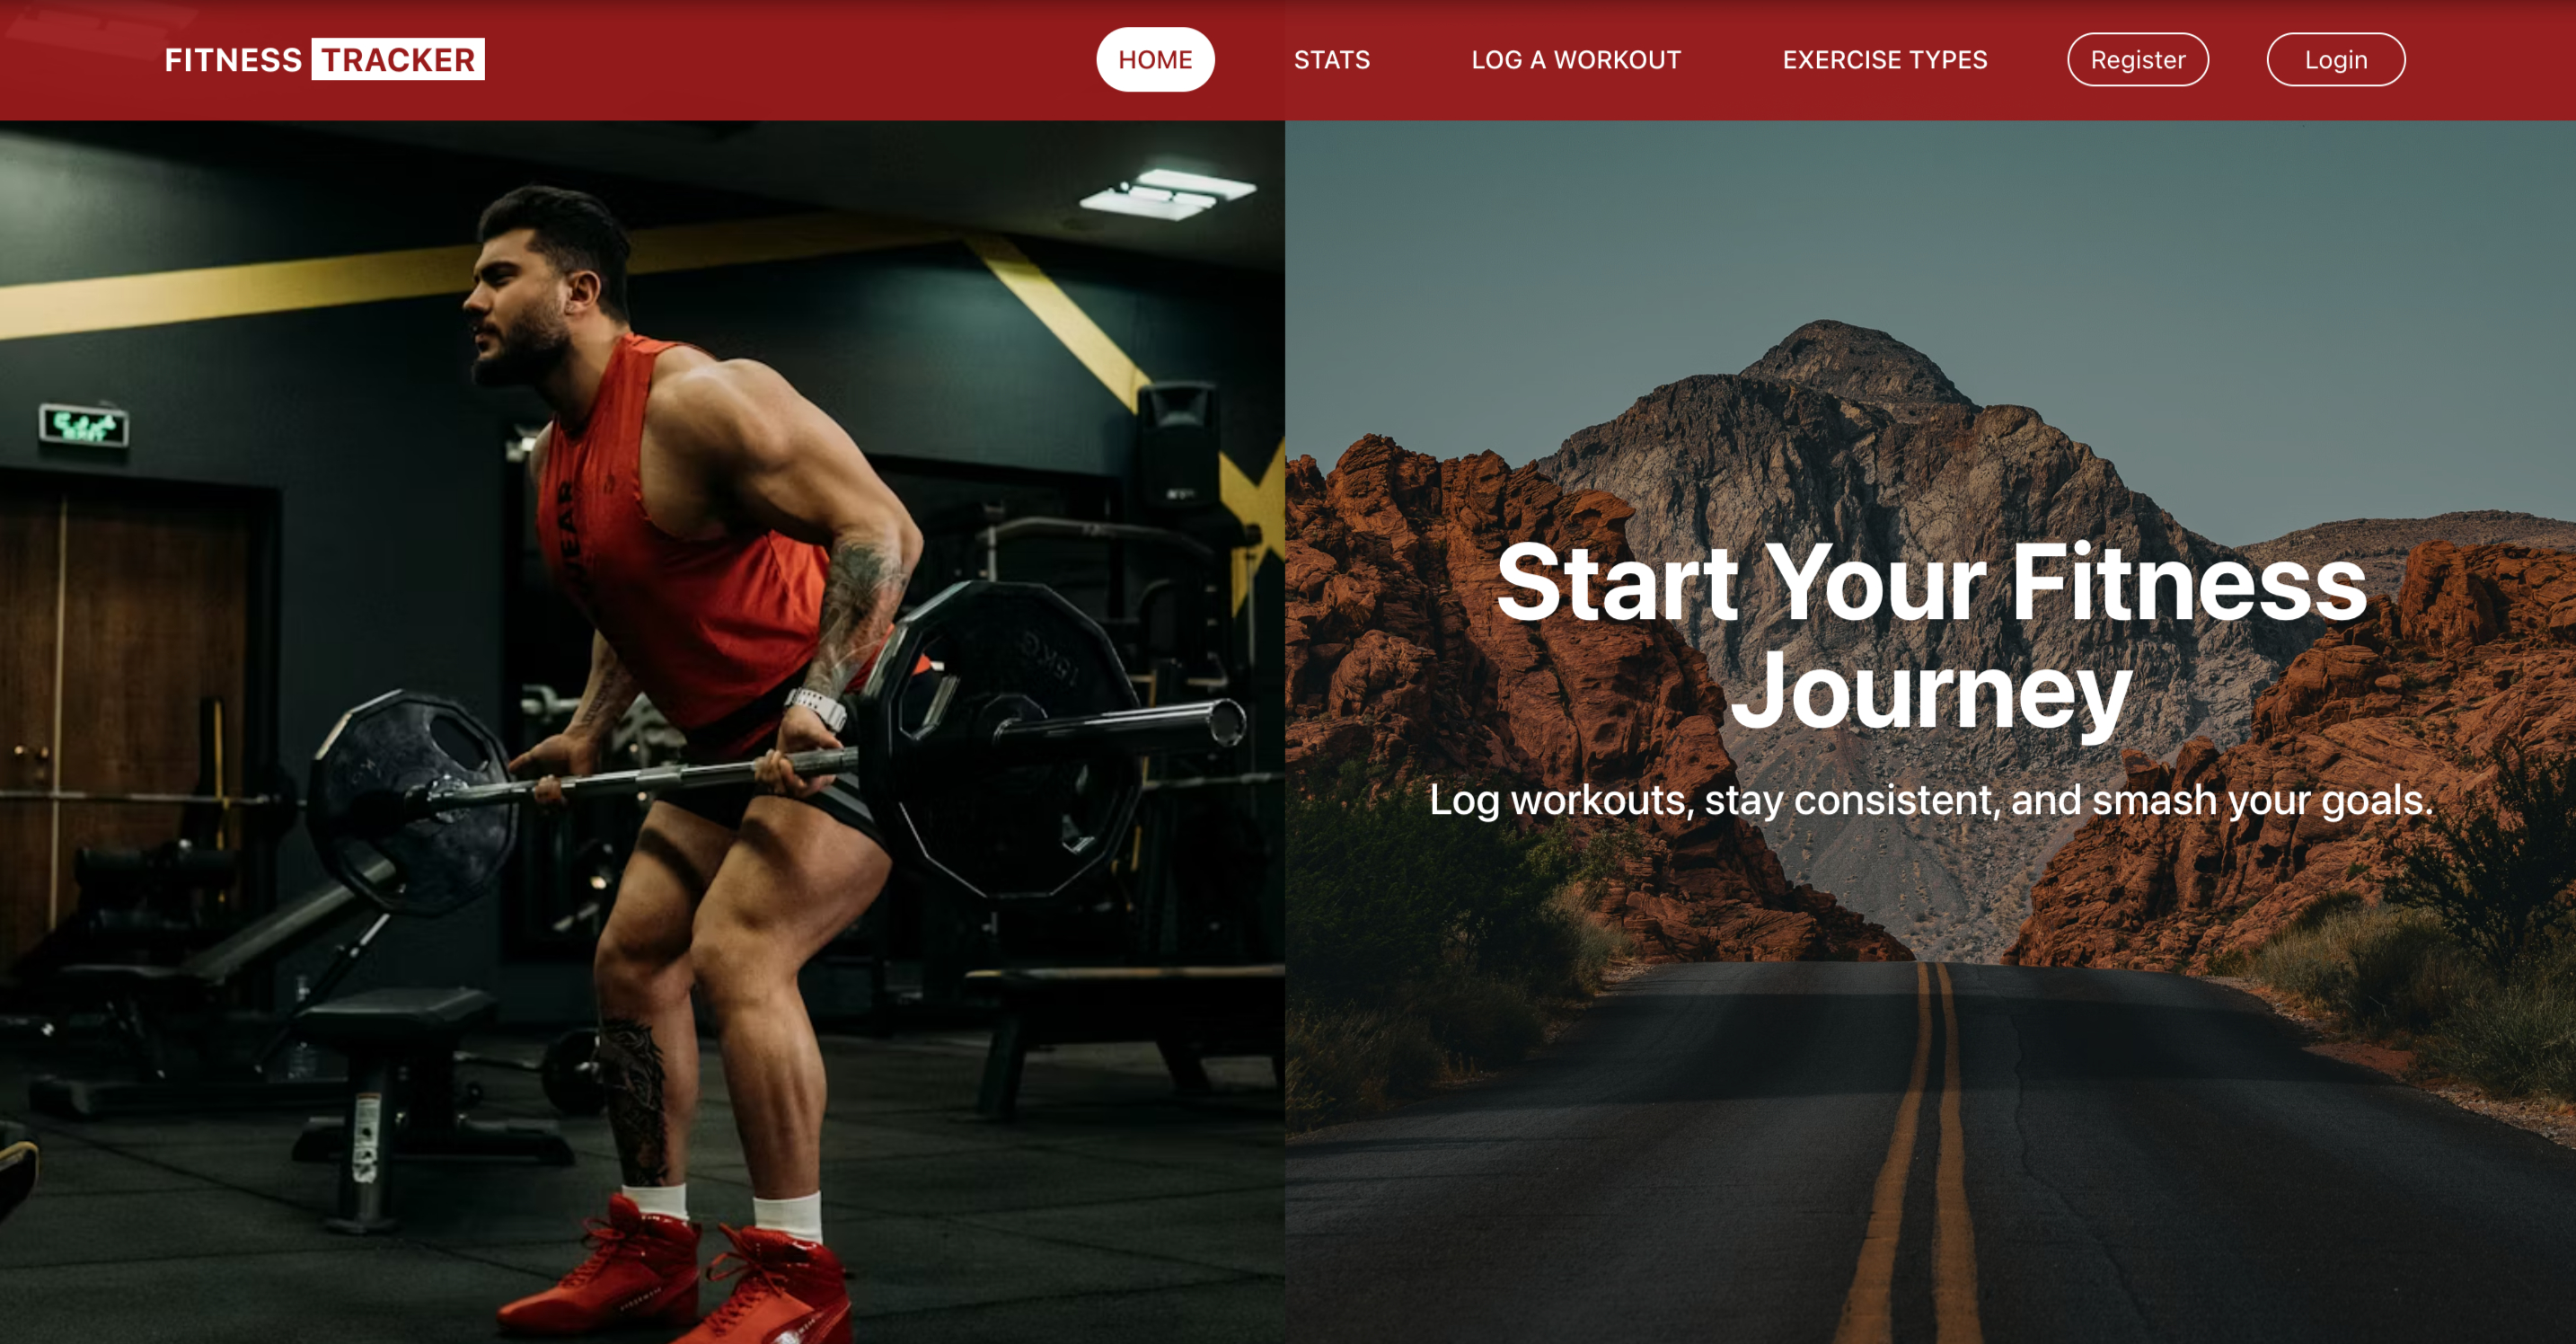 FITNESS TRACKER
HOME
STATS
LOG A WORKOUT
EXERCISE TYPES
Register
Login
Start Your Fitness
Journey
Log workouts, stay consistent, and smash your goals.
15KG